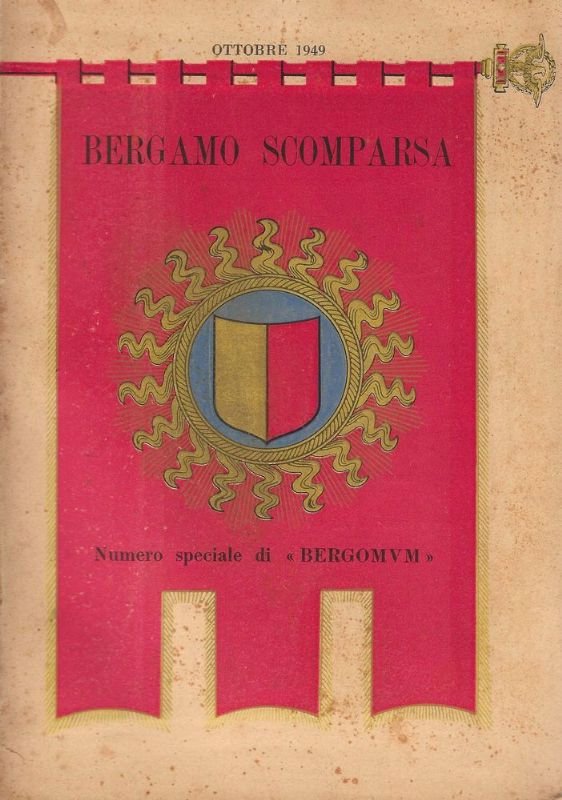 OTTOBRE 1949
BERGAMO SCOMPARSA
Numero speciale di « BERGOMVM »